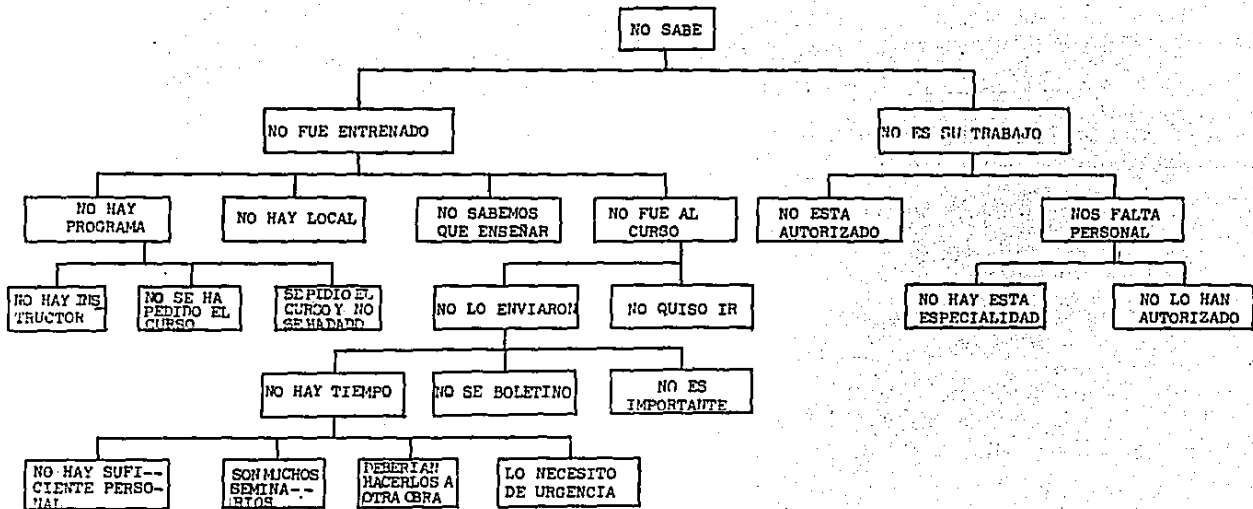 NO SABE
NO FUE ENTRENADO
NO ES SU TRABAJO
NO HAY
PROGRAMA
NO HAY LOCAL
NO SABEMOS
QUE ENSEÑAR
NO FUE AL
CURSO
NO ESTA
AUTORIZADO
NOS FALTA
PERSONAL
NO HAY INS
TRUCTOR
NO SE HA
PEDIDO EL
CURSO
SE PIDIO EL
CURSO Y NO
SE HA DADO
NO LO ENVIARON
NO QUISO IR
NO HAY ESTA
ESPECIALIDAD
NO LO HAN
AUTORIZADO
NO HAY TIEMPO
NO SE BOLETINO
NO ES
IMPORTANTE
NO HAY SUFI--
CIENTE PERSO-
NAL
SON MUCHOS
SEMINA--
RIOS
DEBERIAN
HACERLOS A
OTRA OBRA
LO NECESITO
DE URGENCIA